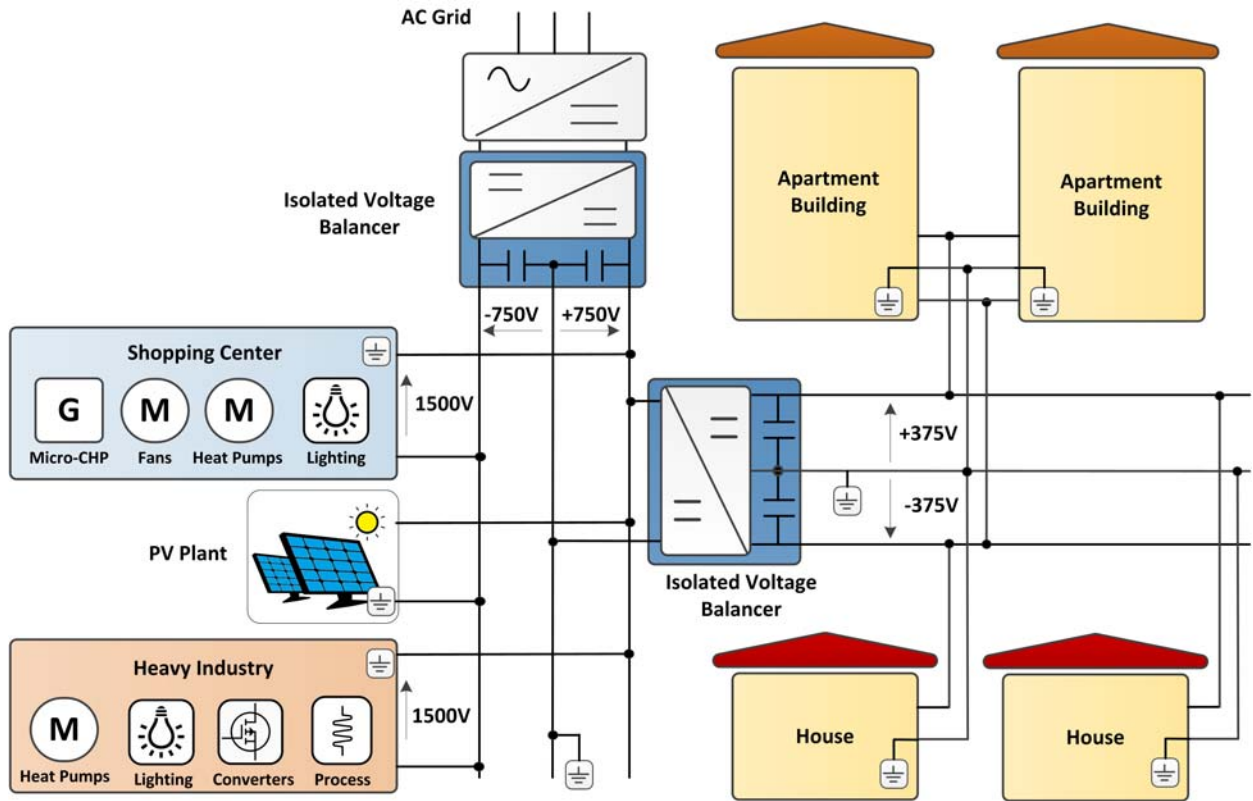 AC Grid
Isolated Voltage
Balancer
-750V
+750V
Shopping Center
G
M
M
Micro-CHP
Fans
Heat Pumps
Lighting
1500V
PV Plant
Heavy Industry
M
Heat Pumps
Lighting
Converters
Process
1500V
Apartment
Building
Apartment
Building
+375V
-375V
Isolated Voltage
Balancer
House
House